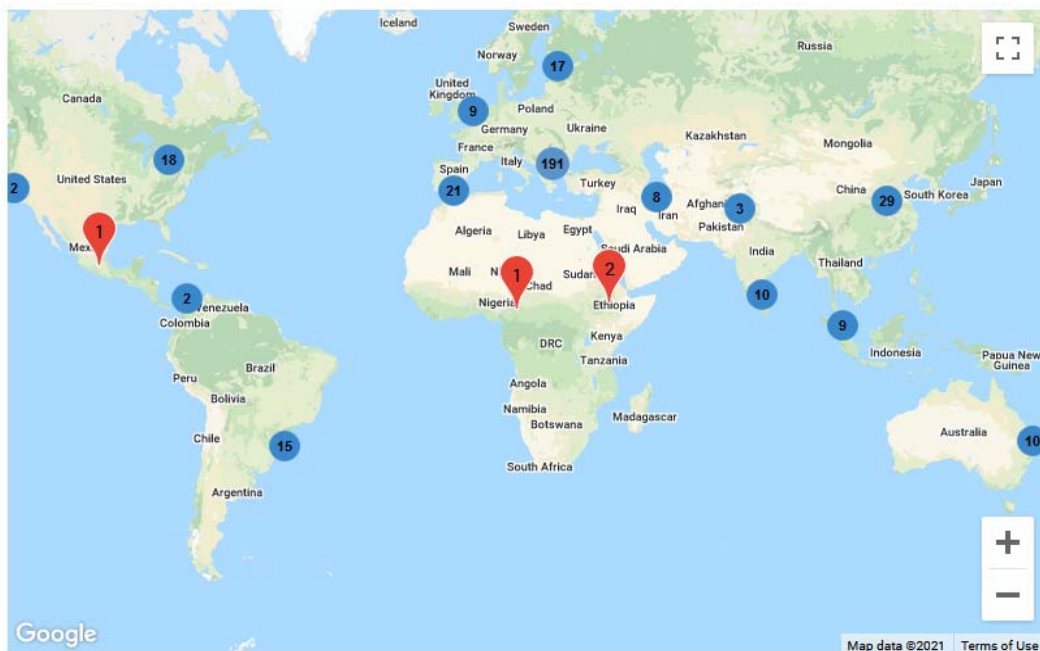 Iceland
Sweden
Norway
Russia
17
Canada
United Kingdom
9
Poland
Germany
Ukraine
Kazakhstan
Mongolia
France
18
Italy
191
Spain
Turkey
2
United States
21
8
Iraq
Iran
3
Pakistan
China
29
South Korea
Japan
Algeria
Libya
Egypt
Saudi Arabia
India
Thailand
1
Mali
1
Chad
2
10
2
Venezuela
Colombia
Nigeria
Ethiopia
Kenya
9
Indonesia
Papua New Guinea
DRC
Tanzania
Peru
Brazil
Angola
Bolivia
Namibia
Botswana
Madagascar
Chile
15
Australia
10
South Africa
Argentina
Google
Map data ©2021
Terms of Use